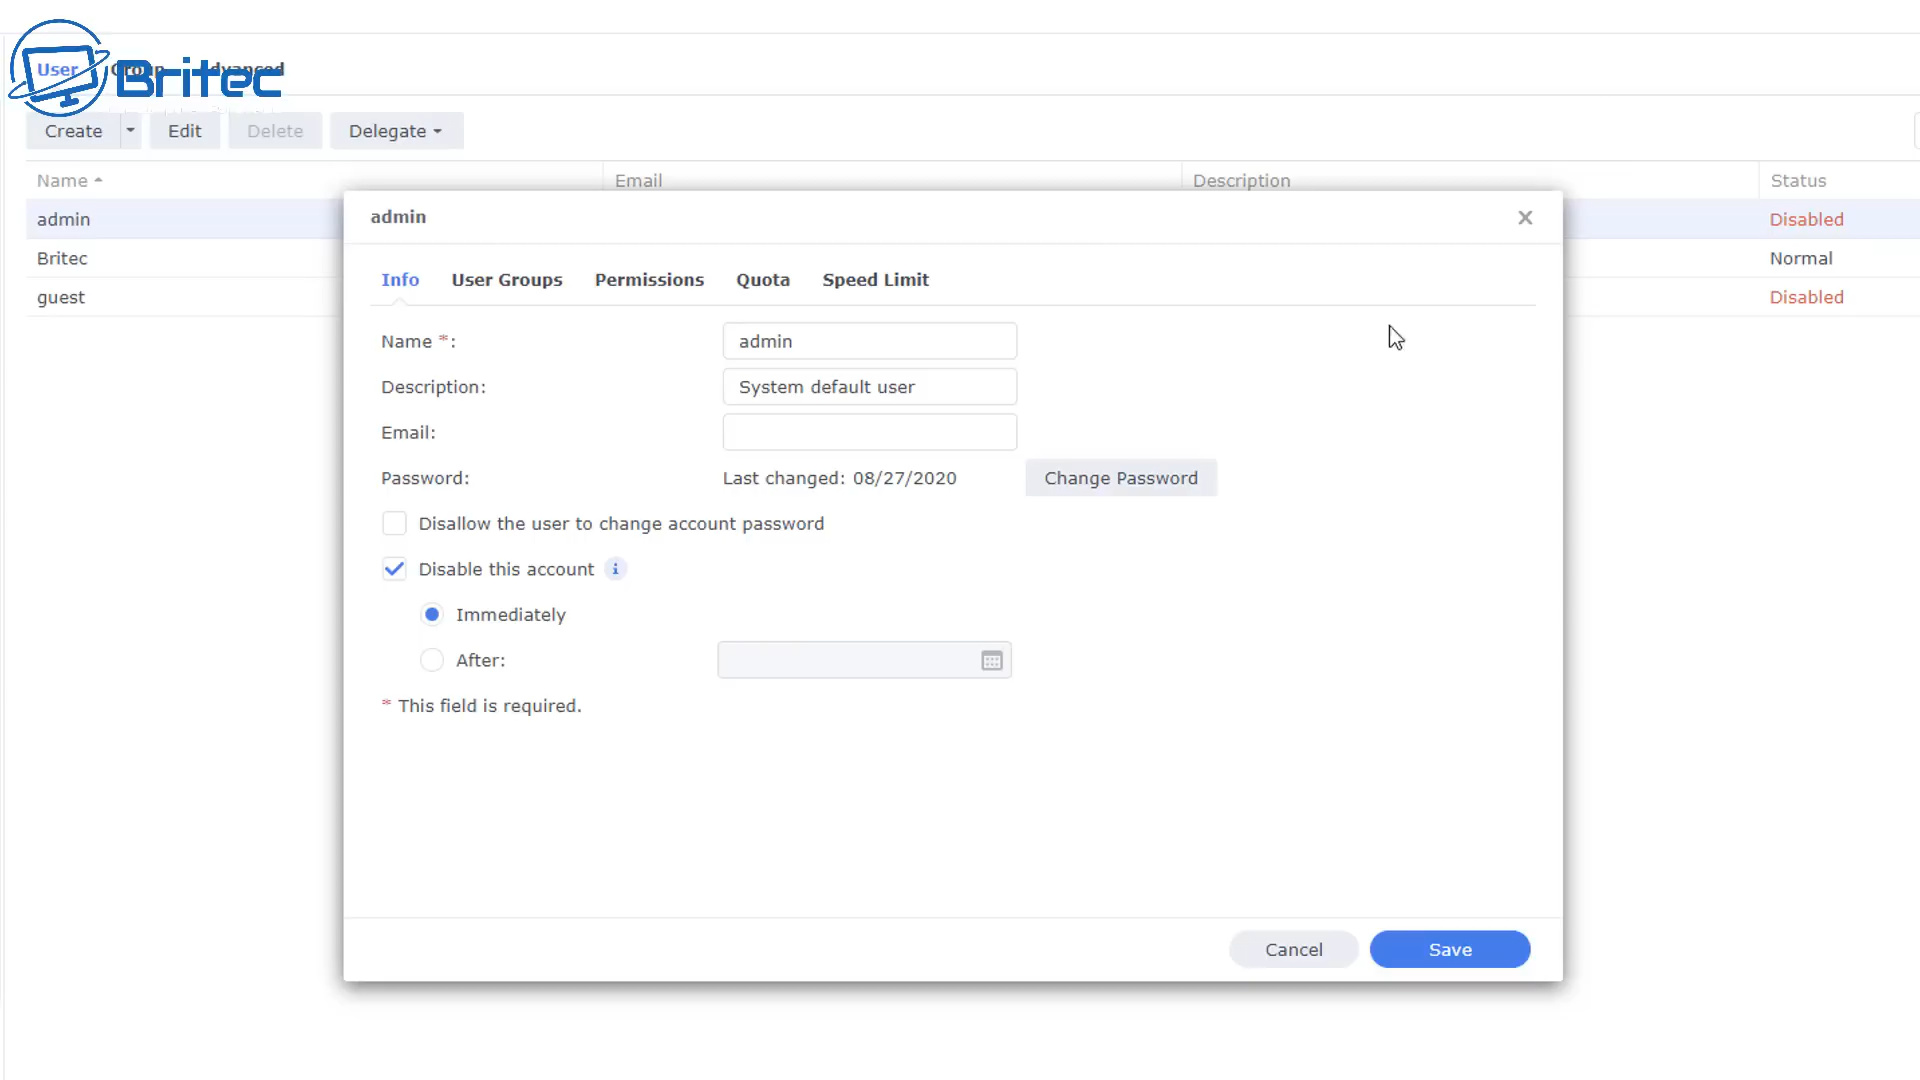 Britec
User Group Advanced
Create Edit Delete Delegate
Name Email Description Status
admin Disabled
Britec Normal
guest Disabled
admin
Info User Groups Permissions Quota Speed Limit
Name *: admin
Description: System default user
Email:
Password: Last changed: 08/27/2020 Change Password
Disallow the user to change account password
Disable this account i
Immediately
After:
* This field is required.
Cancel Save